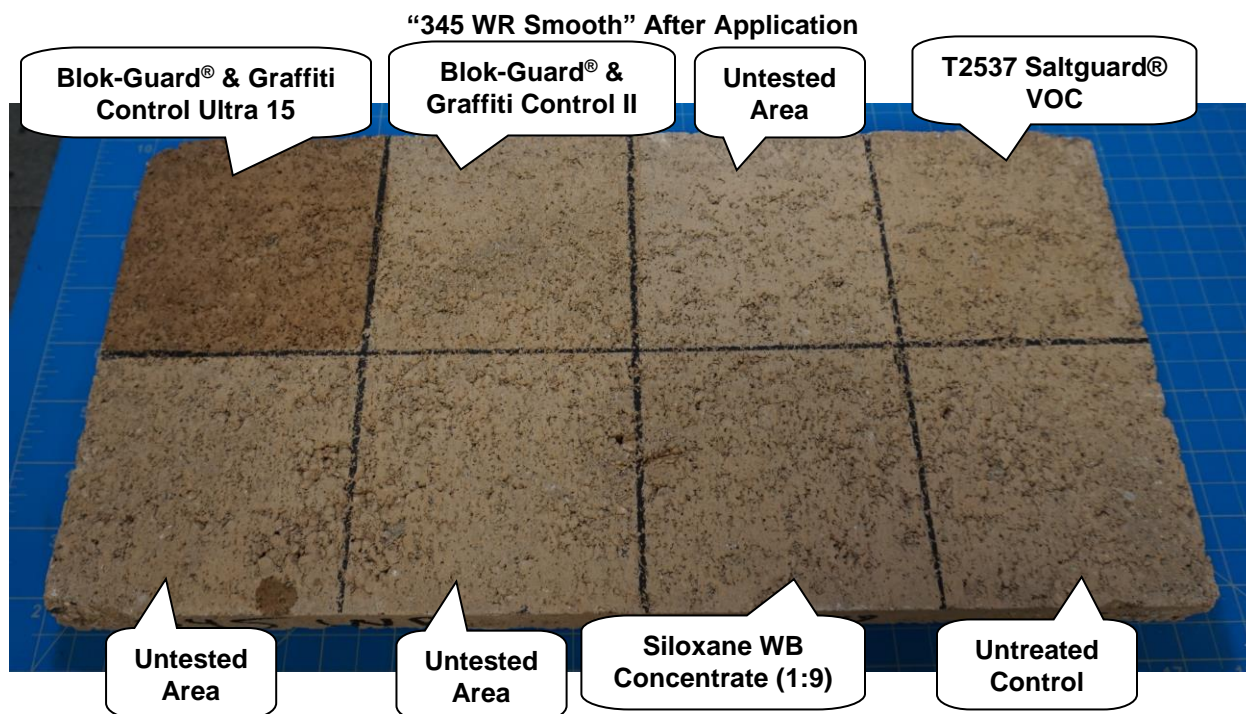 “345 WR Smooth” After Application
Blok-Guard® & Graffiti
Control Ultra 15
Blok-Guard® &
Graffiti Control II
Untested
Area
T2537 Saltguard®
VOC
Untested
Area
Untested
Area
Siloxane WB
Concentrate (1:9)
Untreated
Control